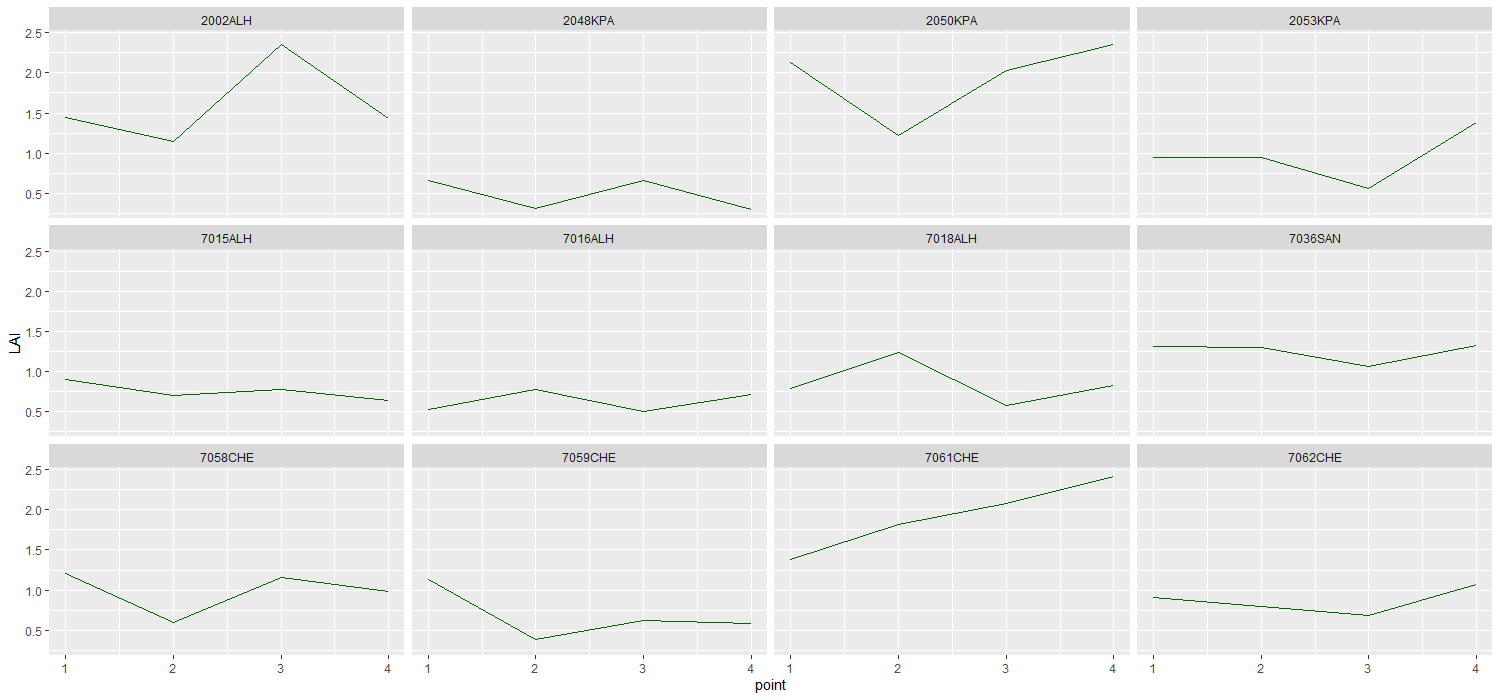 2002ALH 2048KPA 2050KPA 2053KPA
2.5
2.0
1.5
1.0
0.5
7015ALH 7016ALH 7018ALH 7036SAN
2.5
2.0
1.5
1.0
0.5
LAI
7058CHE 7059CHE 7061CHE 7062CHE
2.5
2.0
1.5
1.0
0.5
1 2 3 4 1 2 3 4 1 2 3 4 1 2 3 4
point